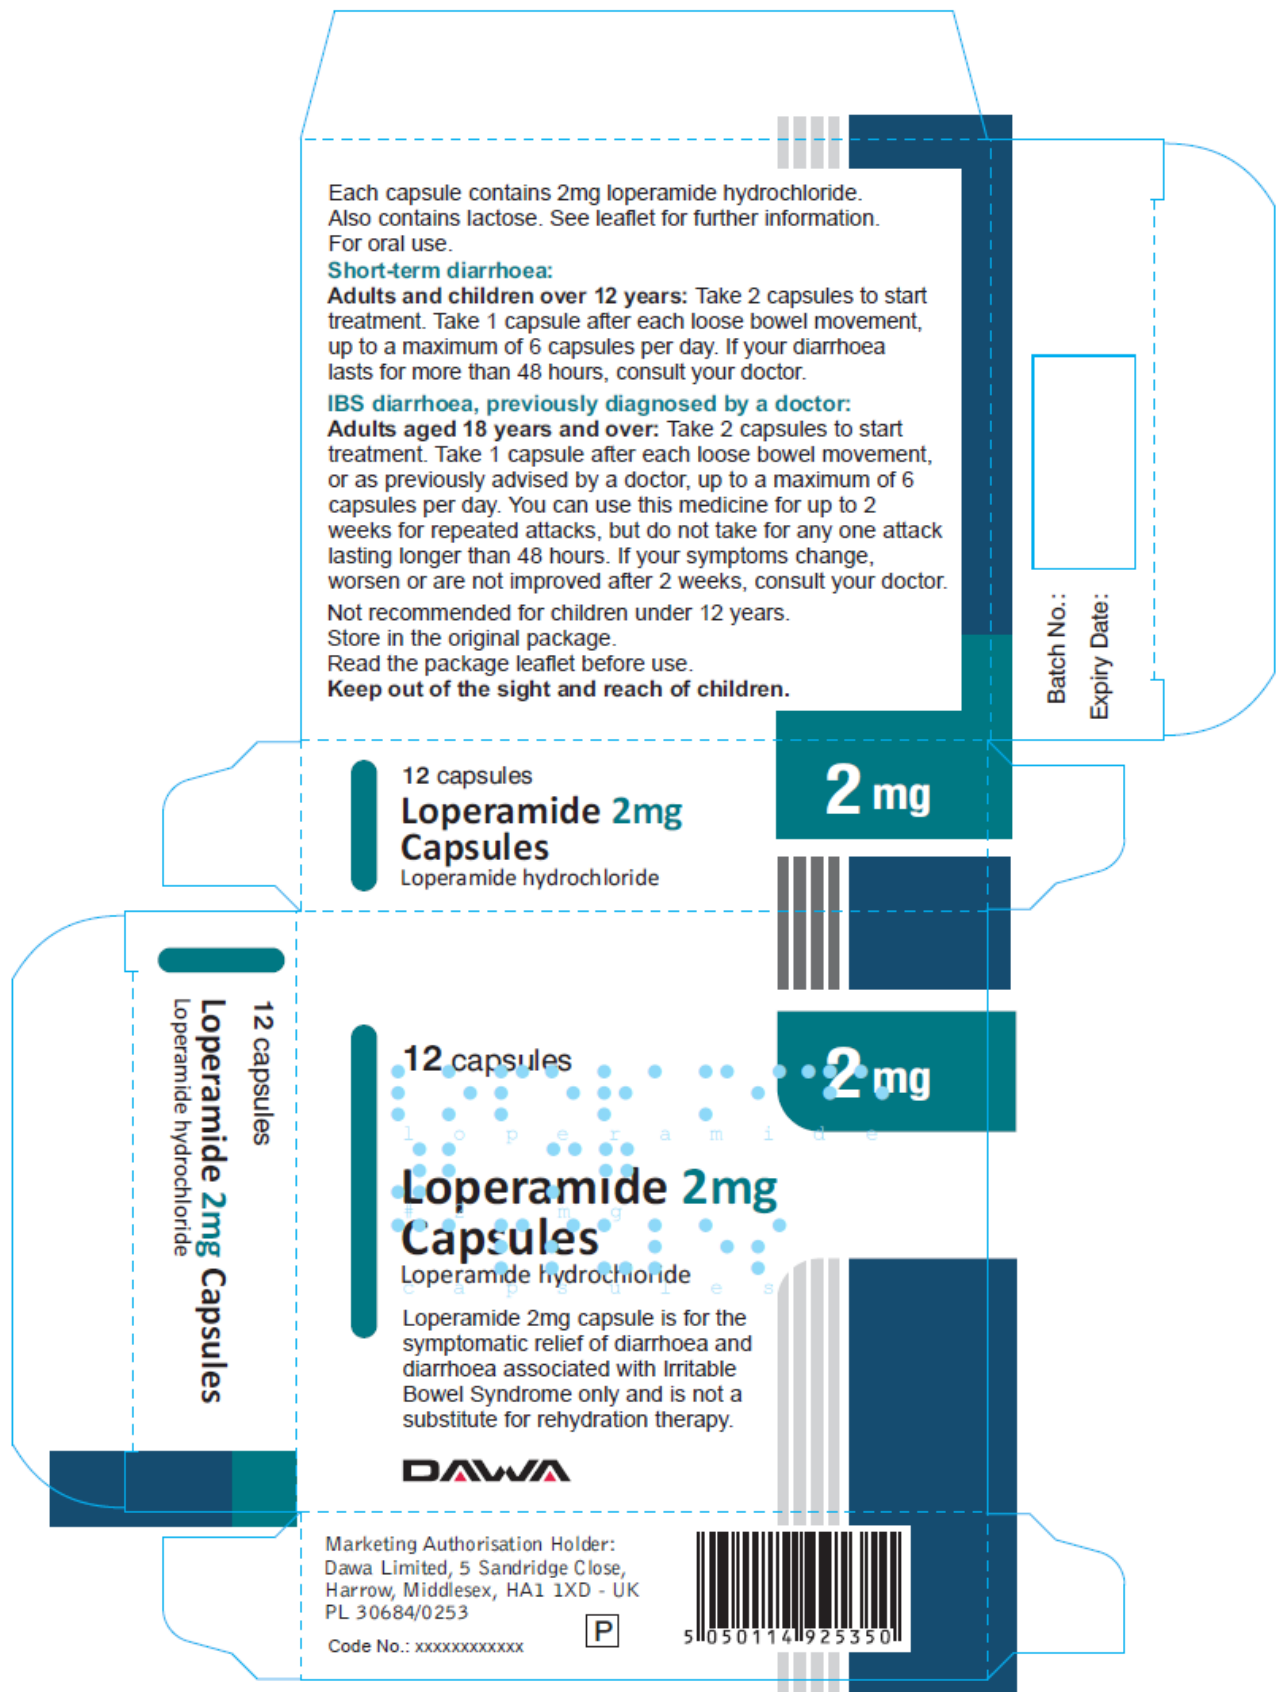 Each capsule contains 2mg loperamide hydrochloride.
Also contains lactose. See leaflet for further information.
For oral use.
Short-term diarrhoea:
Adults and children over 12 years: Take 2 capsules to start
treatment. Take 1 capsule after each loose bowel movement,
up to a maximum of 6 capsules per day. If your diarrhoea
lasts for more than 48 hours, consult your doctor.
IBS diarrhoea, previously diagnosed by a doctor:
Adults aged 18 years and over: Take 2 capsules to start
treatment. Take 1 capsule after each loose bowel movement,
or as previously advised by a doctor, up to a maximum of 6
capsules per day. You can use this medicine for up to 2
weeks for repeated attacks, but do not take for any one attack
lasting longer than 48 hours. If your symptoms change,
worsen or are not improved after 2 weeks, consult your doctor.
Not recommended for children under 12 years.
Store in the original package.
Read the package leaflet before use.
Keep out of the sight and reach of children.
Batch No.:
Expiry Date:
12 capsules
Loperamide 2mg
Capsules
Loperamide hydrochloride
2 mg
12 capsules
Loperamide 2mg Capsules
Loperamide hydrochloride
12 capsules
2 mg
loperamide
Loperamide 2mg
# mg
Capsules
Loperamide hydrochloride
capsules
Loperamide 2mg capsule is for the
symptomatic relief of diarrhoea and
diarrhoea associated with Irritable
Bowel Syndrome only and is not a
substitute for rehydration therapy.
DAWA
Marketing Authorisation Holder:
Dawa Limited, 5 Sandridge Close,
Harrow, Middlesex, HA1 1XD - UK
PL 30684/0253
Code No.: xxxxxxxxxxxx
P
5 050114 925350